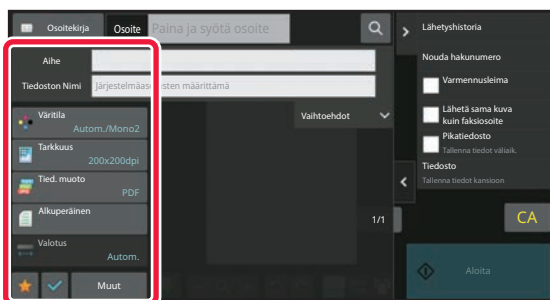 Osoitekirja
Osoite
Paina ja syötä osoite
Aihe
Tiedoston Nimi
Järjestelmäasetusten määrittämä
Väritila
Autom./Mono2
Tarkkuus
200x200dpi
Tied. muoto
PDF
Alkuperäinen
Valotus
Autom.
Muut
Vaihtoehdot
1/1
Lähetyshistoria
Nouda hakunumero
Varmennusleima
Lähetä sama kuva
kuin faksiosoite
Pikatiedosto
Tallenna tiedot väliaik.
Tiedosto
Tallenna tiedot kansioon
CA
Aloita